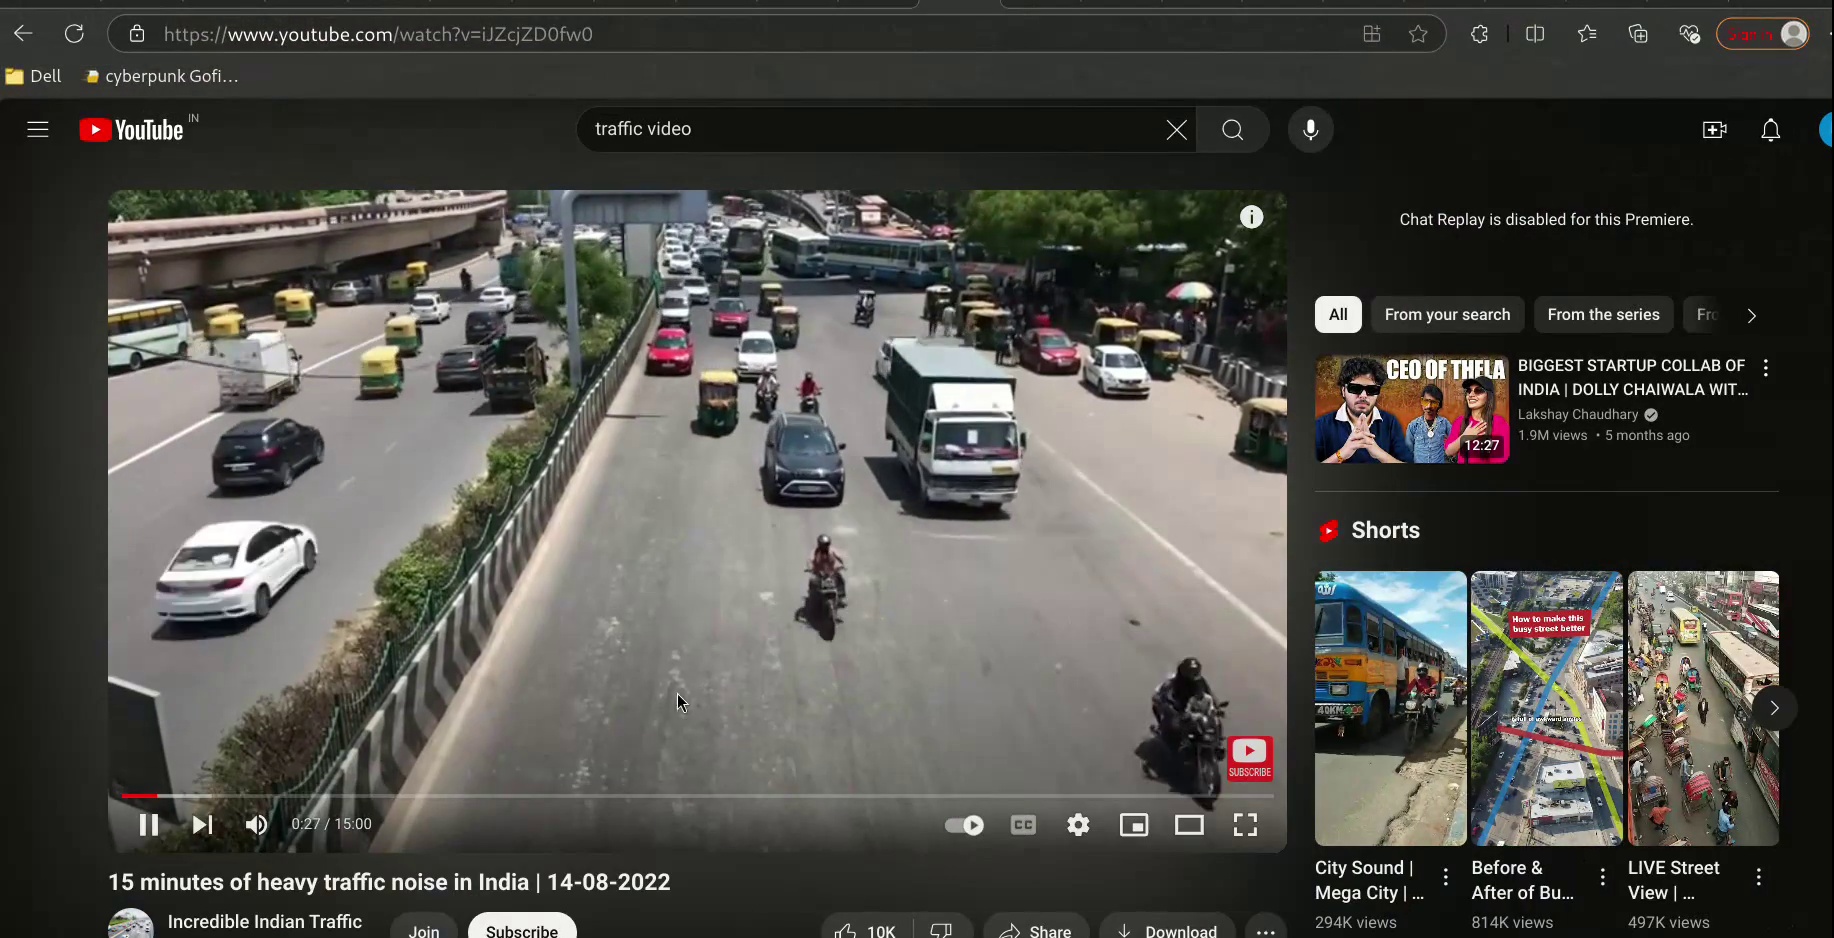 https://www.youtube.com/watch?v=iJZcjZD0fw0
Sign in
Dell
cyberpunk Gofi...
YouTube IN
traffic video
Chat Replay is disabled for this Premiere.
All
From your search
From the series
Fro
CEO OF THELA
12:27
BIGGEST STARTUP COLLAB OF
INDIA | DOLLY CHAIWALA WIT...
Lakshay Chaudhary
1.9M views • 5 months ago
Shorts
How to make this
busy street better
SUBSCRIBE
0:27 / 15:00
CC
15 minutes of heavy traffic noise in India | 14-08-2022
Incredible Indian Traffic
Join
Subscribe
10K
Share
Download
City Sound |
Mega City | ...
294K views
Before &
After of Bu...
814K views
LIVE Street
View | ...
497K views